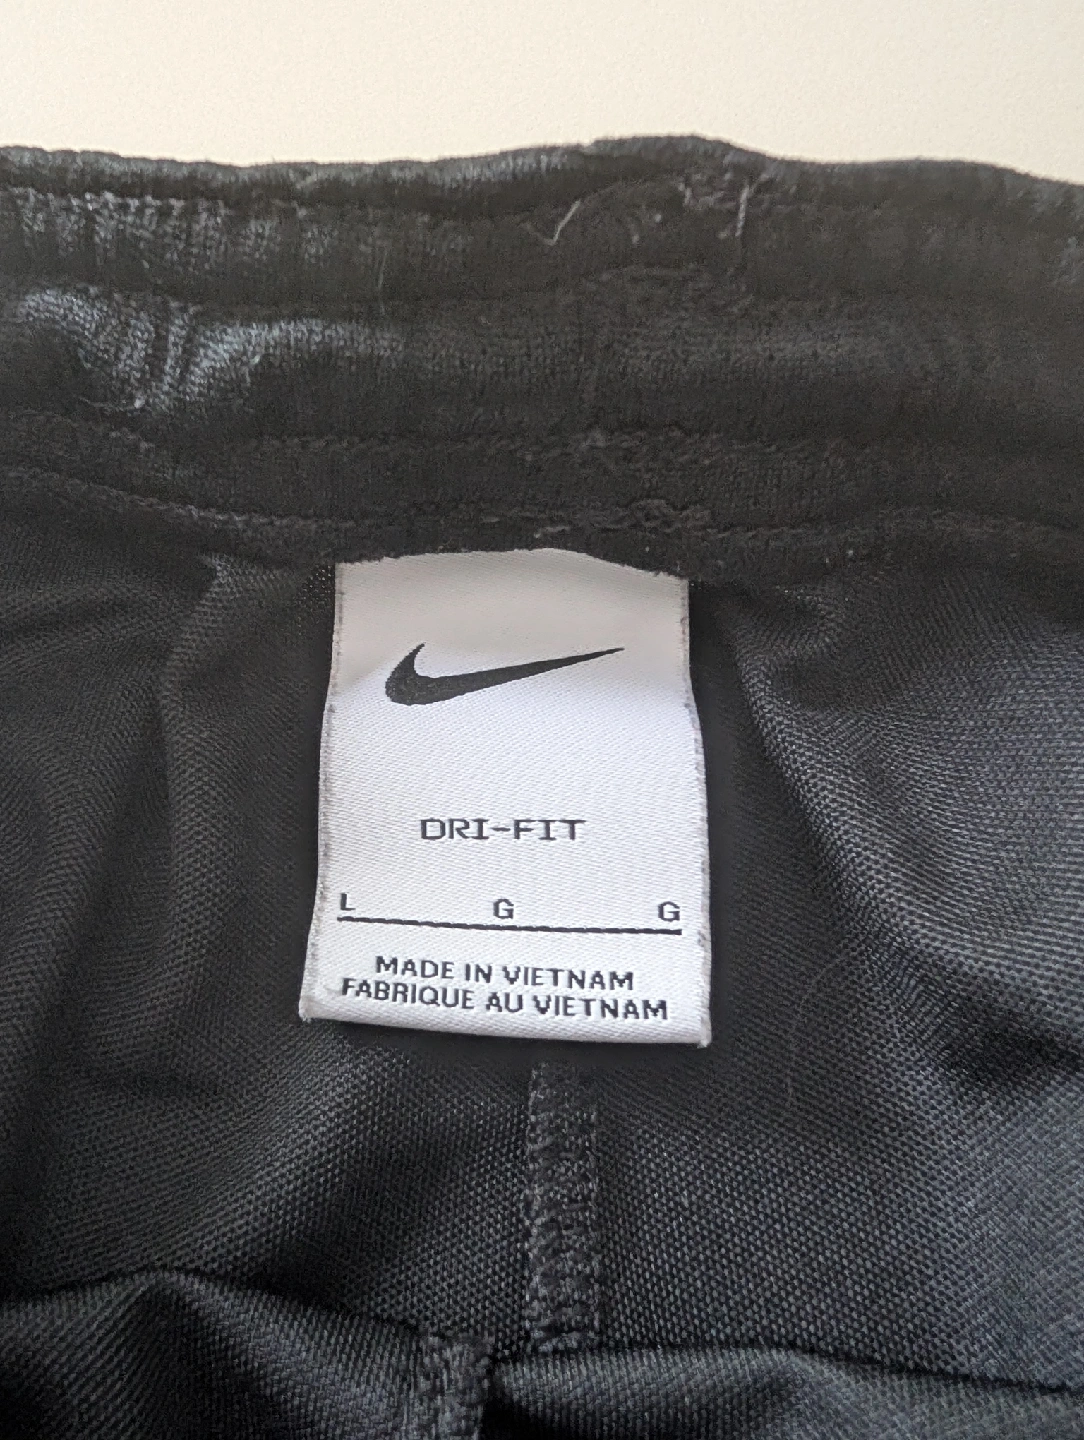 DRI-FIT
L G G
MADE IN VIETNAM
FABRIQUE AU VIETNAM